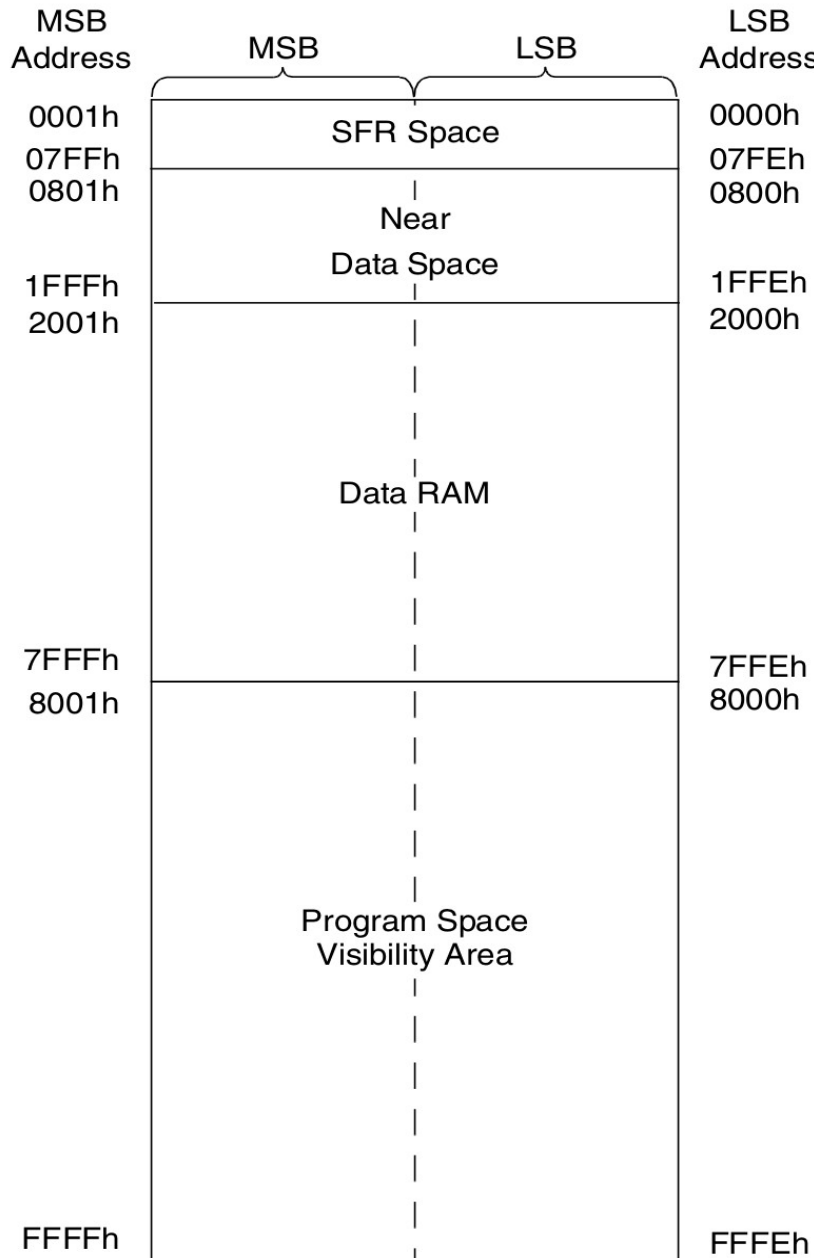 MSB
Address
MSB
LSB
LSB
Address
0001h
SFR Space
0000h
07FFh
07FEh
0801h
0800h
Near
Data Space
1FFFh
1FFEh
2001h
2000h
Data RAM
7FFFh
7FFEh
8001h
8000h
Program Space
Visibility Area
FFFFh
FFFEh